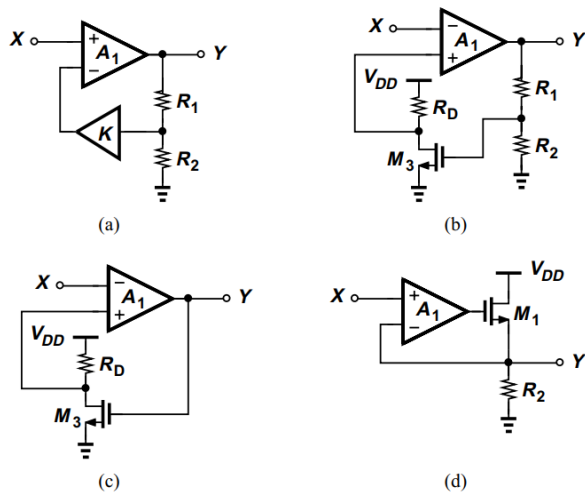 X + A1 Y
−
R1
K
R2
(a)
X − A1 Y
+
VDD R1
RD
M3 R2
(b)
X − A1 Y
+
VDD
RD
M3
(c)
VDD
X + A1 M1
−
Y
R2
(d)